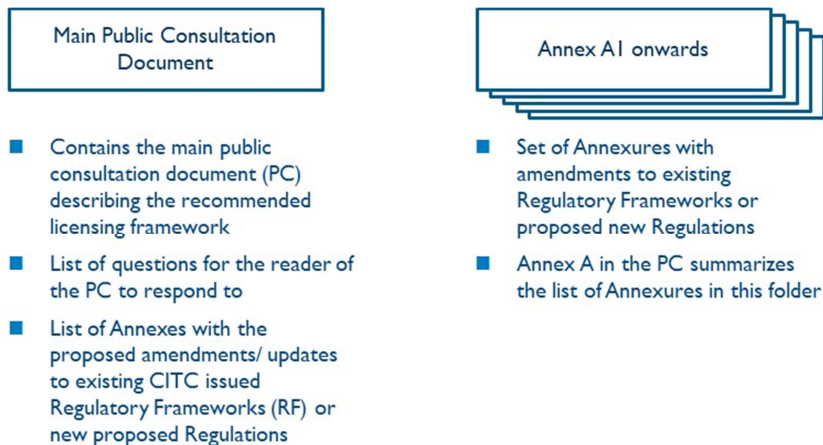 Main Public Consultation
Document
Contains the main public
consultation document (PC)
describing the recommended
licensing framework
List of questions for the reader of
the PC to respond to
List of Annexes with the
proposed amendments/ updates
to existing CITC issued
Regulatory Frameworks (RF) or
new proposed Regulations
Annex A1 onwards
Set of Annexures with
amendments to existing
Regulatory Frameworks or
proposed new Regulations
Annex A in the PC summarizes
the list of Annexures in this folder